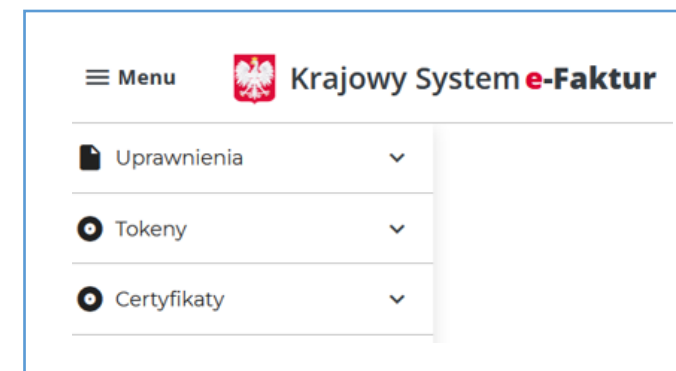 Menu Krajowy System e-Faktur
Uprawnienia
Tokeny
Certyfikaty